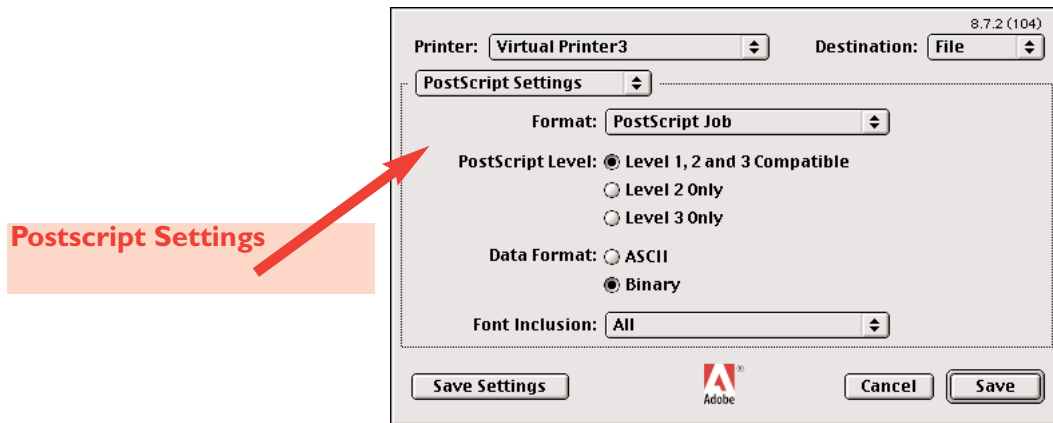 8.7.2 (104)
Printer: Virtual Printer3 Destination: File
PostScript Settings
Format: PostScript Job
PostScript Level: Level 1, 2 and 3 Compatible
Level 2 Only
Level 3 Only
Postscript Settings
Data Format: ASCII
Binary
Font Inclusion: All
Save Settings
Adobe
®
Cancel
Save